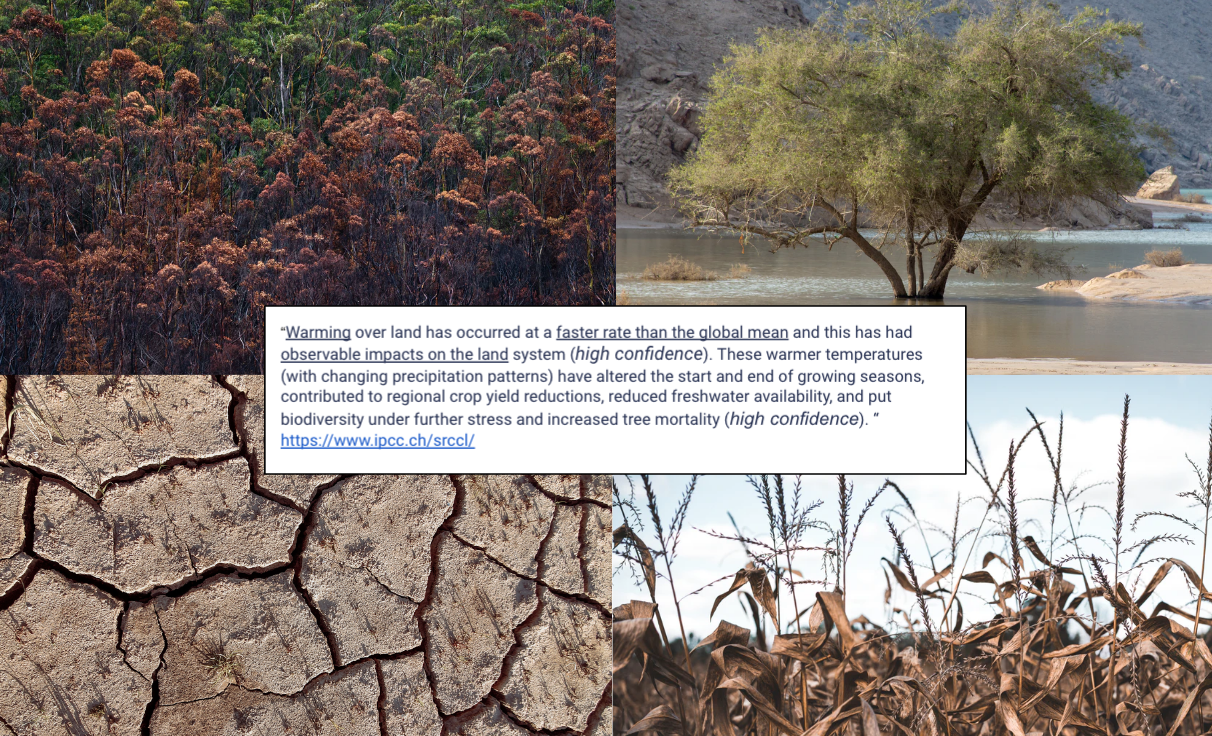 “Warming over land has occurred at a faster rate than the global mean and this has had
observable impacts on the land system (high confidence). These warmer temperatures
(with changing precipitation patterns) have altered the start and end of growing seasons,
contributed to regional crop yield reductions, reduced freshwater availability, and put
biodiversity under further stress and increased tree mortality (high confidence). ”
https://www.ipcc.ch/srccl/